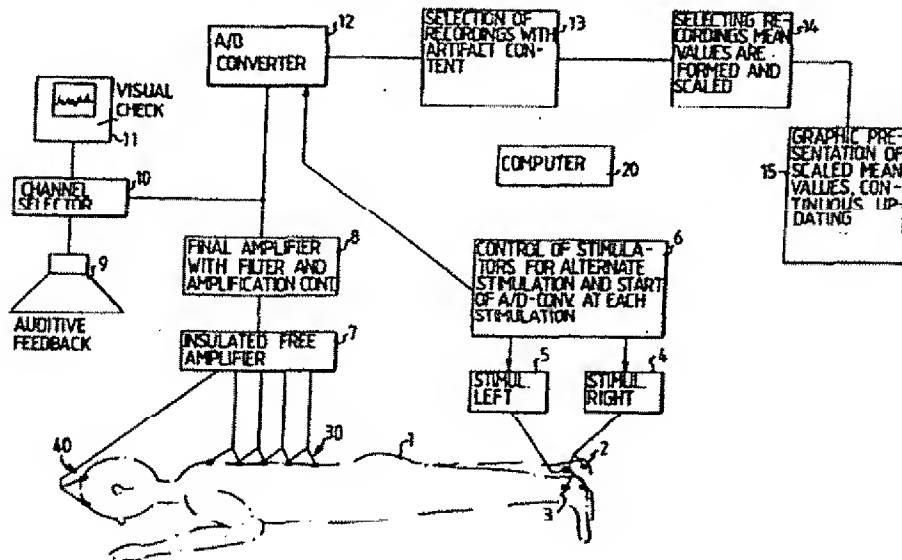 12
A/D
CONVERTER
SELECTION OF
RECORDINGS WITH
ARTIFACT CON-
TENT
13
SELECTING RE-
CORDINGS MEAN
VALUES ARE
FORMED AND
SCALED
14
VISUAL
CHECK
11
CHANNEL
SELECTOR
10
9
AUDITIVE
FEEDBACK
COMPUTER
20
15
GRAPHIC PRE-
SENTATION OF
SCALED MEAN
VALUES, CON-
TINUOUS UP-
DATING
FINAL AMPLIFIER
WITH FILTER AND
AMPLIFICATION CONT.
8
CONTROL OF STIMULA-
TORS FOR ALTERNATE
STIMULATION AND START
OF A/D-CONV. AT EACH
STIMULATION
6
INSULATED FREE
AMPLIFIER
7
5
STIMUL.
LEFT
4
STIMUL.
RIGHT
40
30
1
2
3